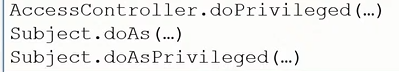 AccessController.doPrivileged(…)
Subject.doAs(…)
Subject.doAsPrivileged(…)